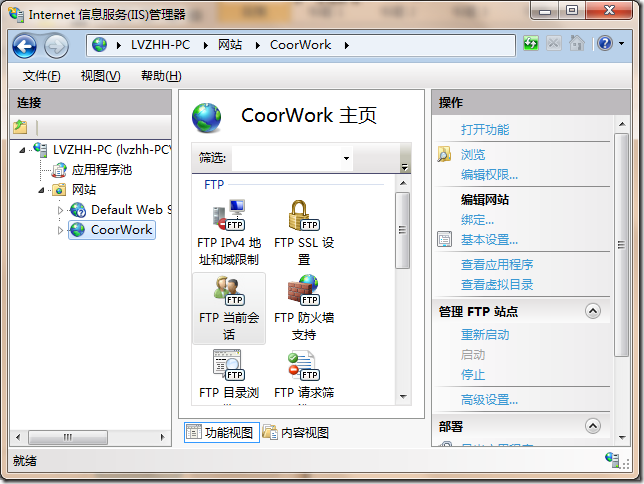 Internet 信息服务(IIS)管理器
LVZHH-PC 网站 CoorWork
文件(F) 视图(V) 帮助(H)
连接
LVZHH-PC (lvzhh-PC\
应用程序池
网站
Default Web S
CoorWork
CoorWork 主页
筛选:
FTP
FTP IPv4 地
址和域限制
FTP SSL 设
置
FTP 当前会
话
FTP 防火墙
支持
FTP 目录浏
FTP 请求筛
功能视图 内容视图
操作
打开功能
浏览
编辑权限...
编辑网站
绑定...
基本设置...
查看应用程序
查看虚拟目录
管理 FTP 站点
重新启动
启动
停止
高级设置...
部署
就绪